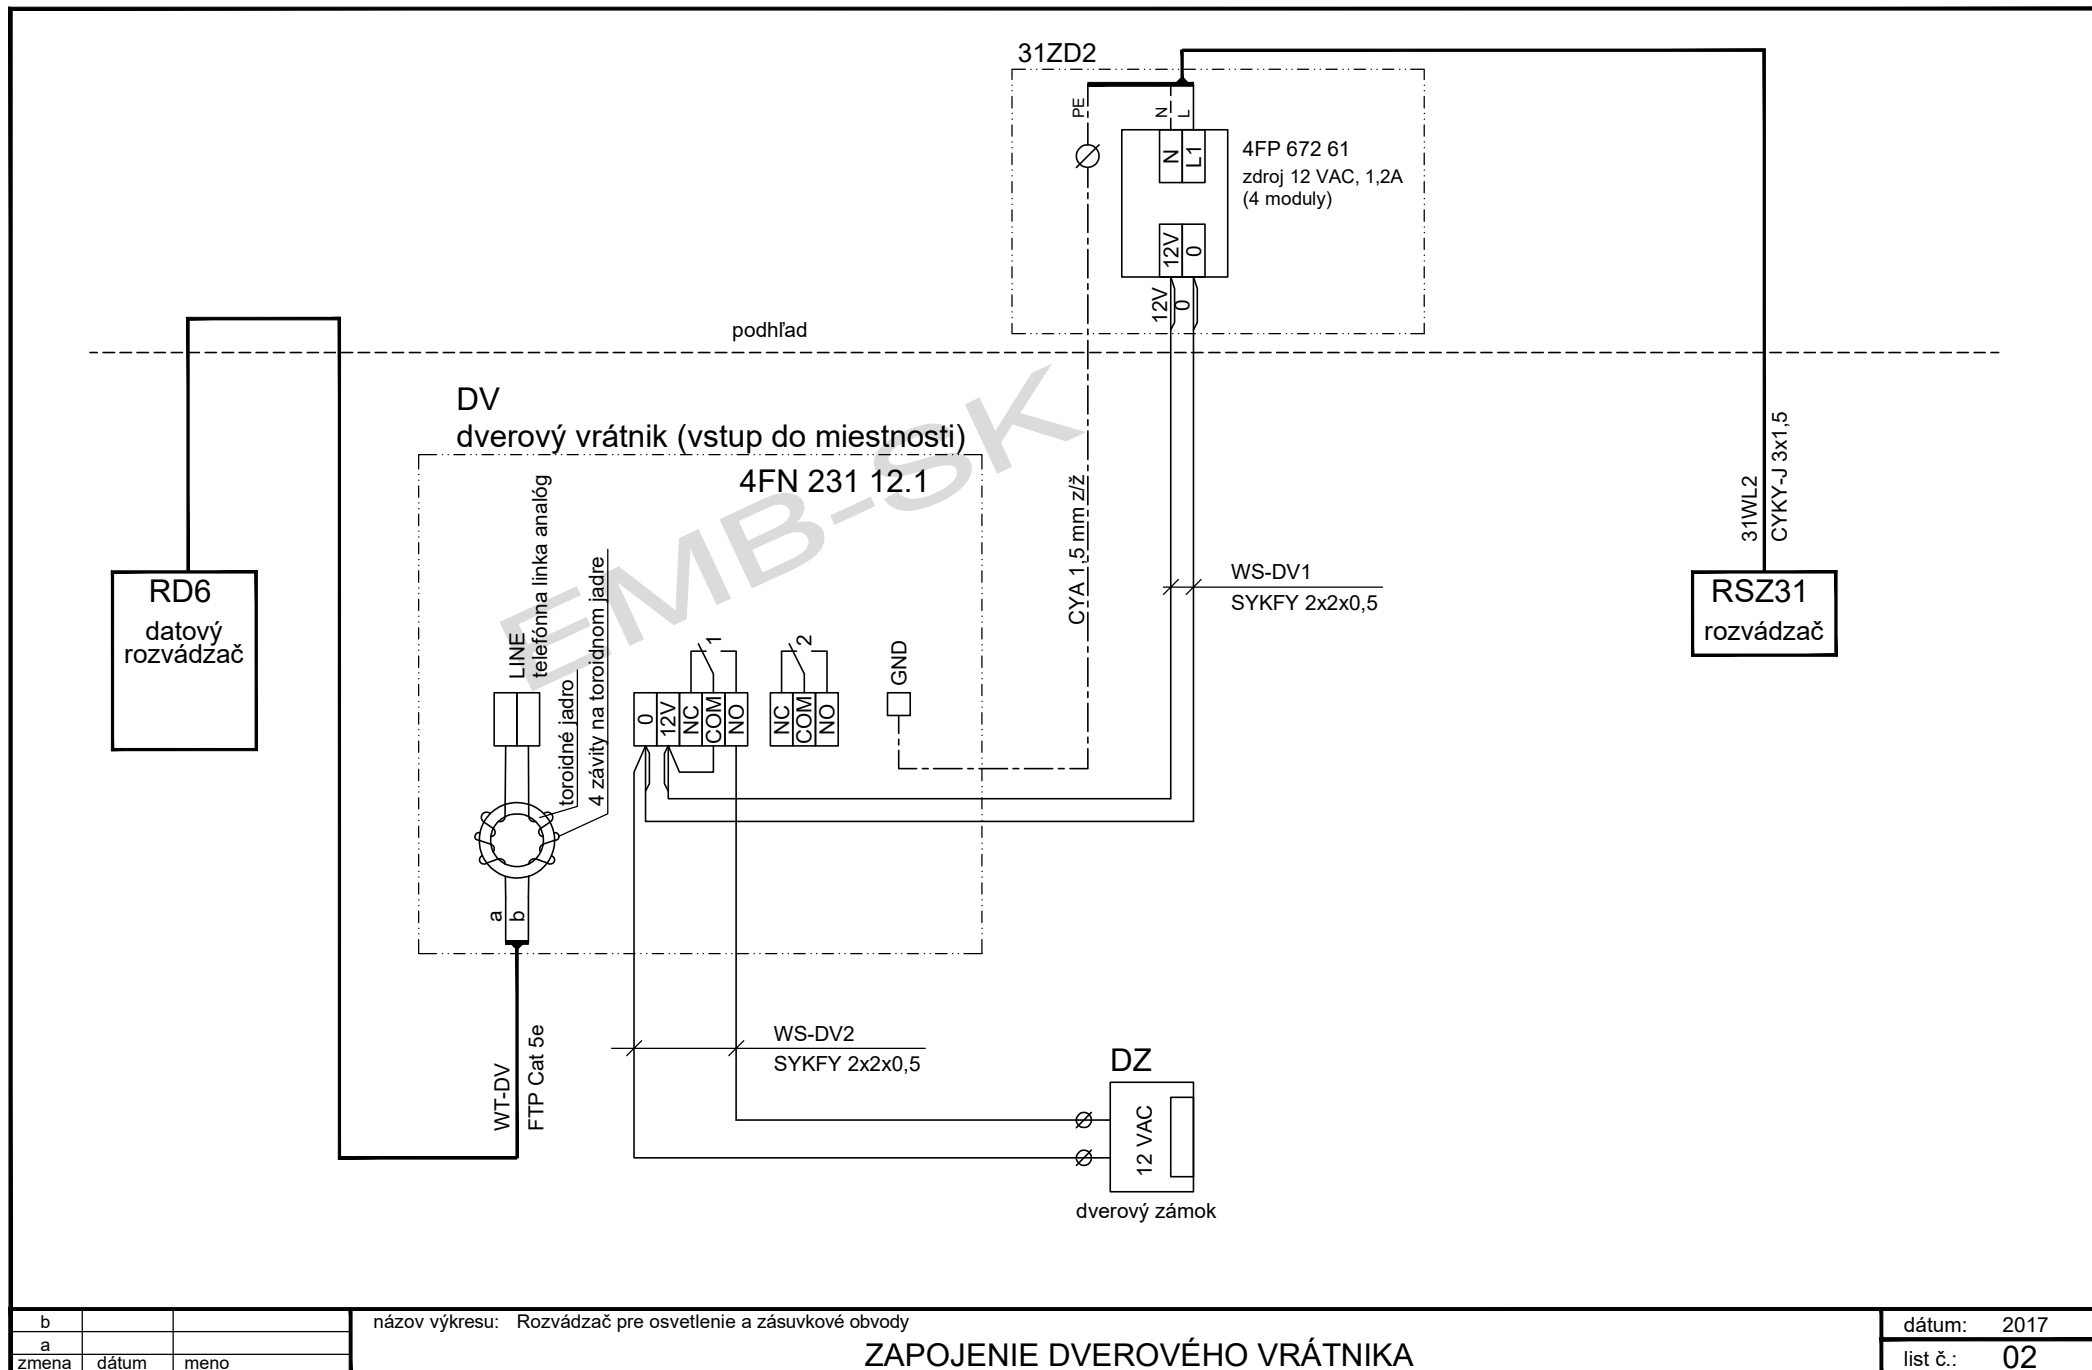 31ZD2
PE
N
L
N
L1
4FP 672 61
zdroj 12 VAC, 1,2A
(4 moduly)
12V
0
12V
0
podhľad
DV
dverový vrátnik (vstup do miestnosti)
4FN 231 12.1
EMB-SK
RD6
datový
rozvádzač
LINE
telefónna linka analóg
toroidné jadro
4 závity na toroidnom jadre
0
12V
NC
COM
NO
1
NC
COM
NO
2
GND
CYA 1,5 mm z/ž
WS-DV1
SYKFY 2x2x0,5
31WL2
CYKY-J 3x1,5
RSZ31
rozvádzač
a
b
WT-DV
FTP Cat 5e
WS-DV2
SYKFY 2x2x0,5
DZ
12 VAC
dverový zámok
b
a
zmena dátum meno
názov výkresu: Rozvádzač pre osvetlenie a zásuvkové obvody
ZAPOJENIE DVEROVÉHO VRÁTNIKA
dátum: 2017
list č.: 02